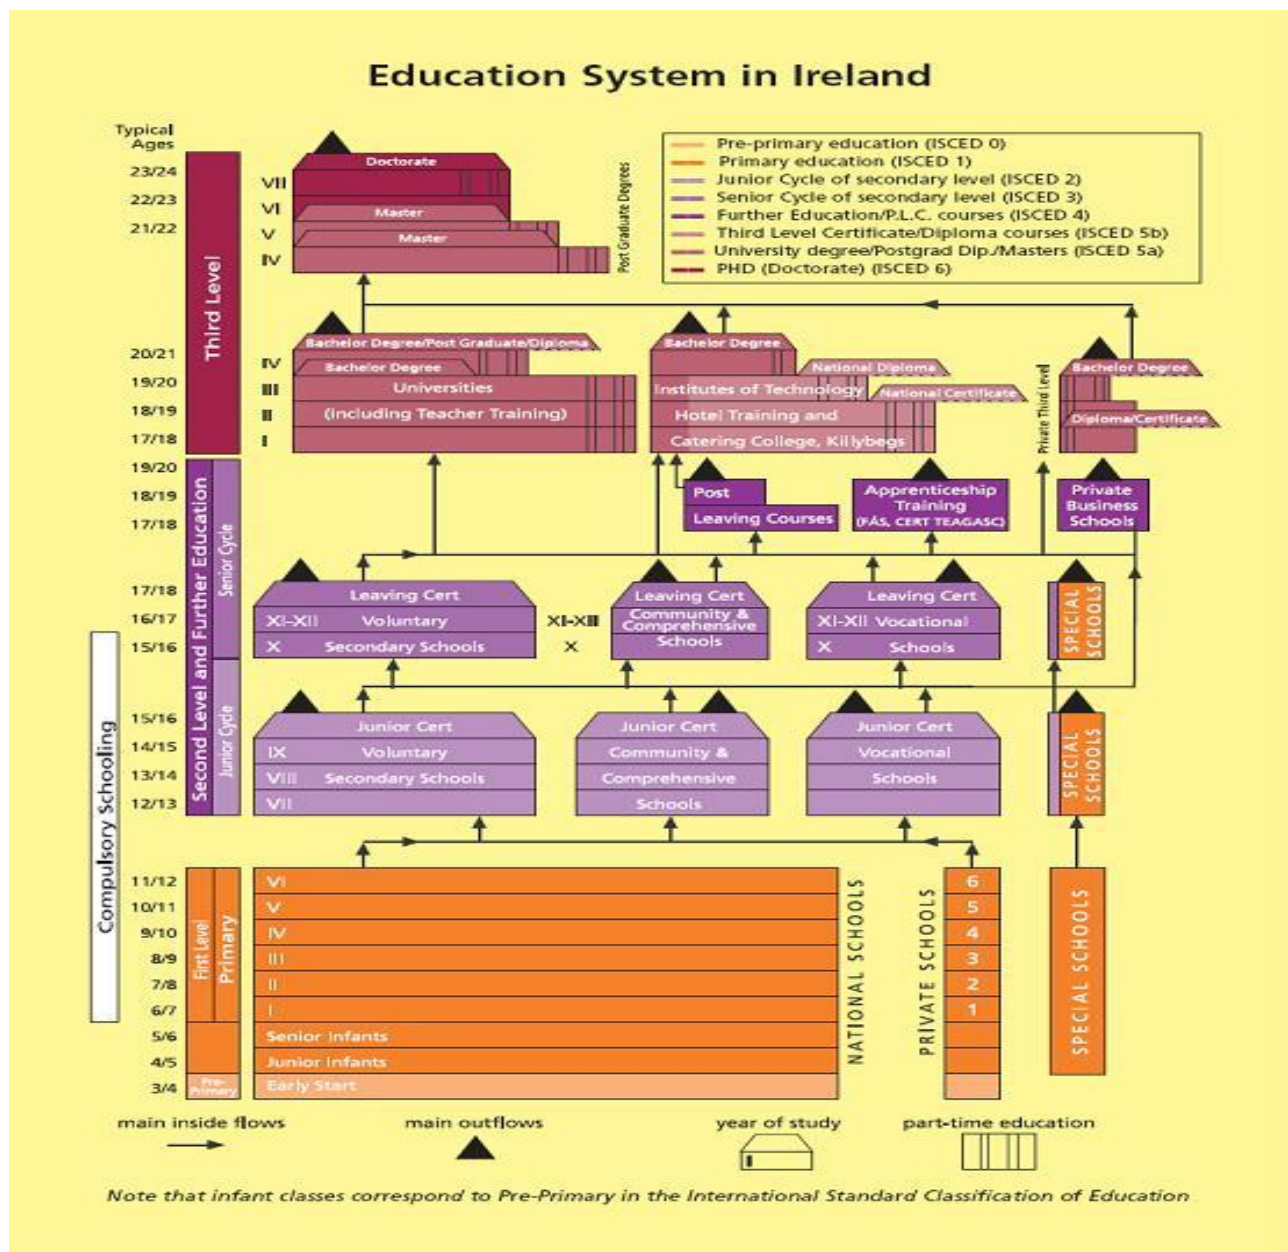 Education System in Ireland
Typical
Ages
23/24
22/23
21/22
Third Level
VII
VI
V
IV
Doctorate
Master
Master
Post Graduate Degrees
Pre-primary education (ISCED 0)
Primary education (ISCED 1)
Junior Cycle of secondary level (ISCED 2)
Senior Cycle of secondary level (ISCED 3)
Further Education/P.L.C. courses (ISCED 4)
Third Level Certificate/Diploma courses (ISCED 5b)
University degree/Postgrad Dip./Masters (ISCED 5a)
PHD (Doctorate) (ISCED 6)
20/21
19/20
18/19
17/18
IV
III
II
I
Bachelor Degree/Post Graduate/Diploma
Bachelor Degree
Universities
(including Teacher Training)
Bachelor Degree
National Diploma
Institutes of Technology
National Certificate
Hotel Training and
Catering College, Killybegs
Private Third Level
Bachelor Degree
Diploma/Certificate
19/20
18/19
17/18
Second Level and Further Education
Senior Cycle
Post
Leaving Courses
Apprenticeship
Training
(FÁS, CERT TEAGASC)
Private
Business
Schools
17/18
16/17
15/16
Leaving Cert
XI-XII Voluntary
X Secondary Schools
XI-XII
X
Leaving Cert
Community &
Comprehensive
Schools
Leaving Cert
XI-XII Vocational
X Schools
SPECIAL
SCHOOLS
Compulsory Schooling
Junior Cycle
15/16
14/15
13/14
12/13
Junior Cert
IX Voluntary
VIII Secondary Schools
VII
Junior Cert
Community &
Comprehensive
Schools
Junior Cert
Vocational
Schools
SPECIAL
SCHOOLS
11/12
10/11
9/10
8/9
7/8
6/7
5/6
4/5
3/4
First Level
Primary
Pre-
Primary
VI
V
IV
III
II
I
Senior Infants
Junior Infants
Early Start
NATIONAL SCHOOLS
PRIVATE SCHOOLS
6
5
4
3
2
1
SPECIAL SCHOOLS
main inside flows
main outflows
year of study
I
part-time education
Note that infant classes correspond to Pre-Primary in the International Standard Classification of Education